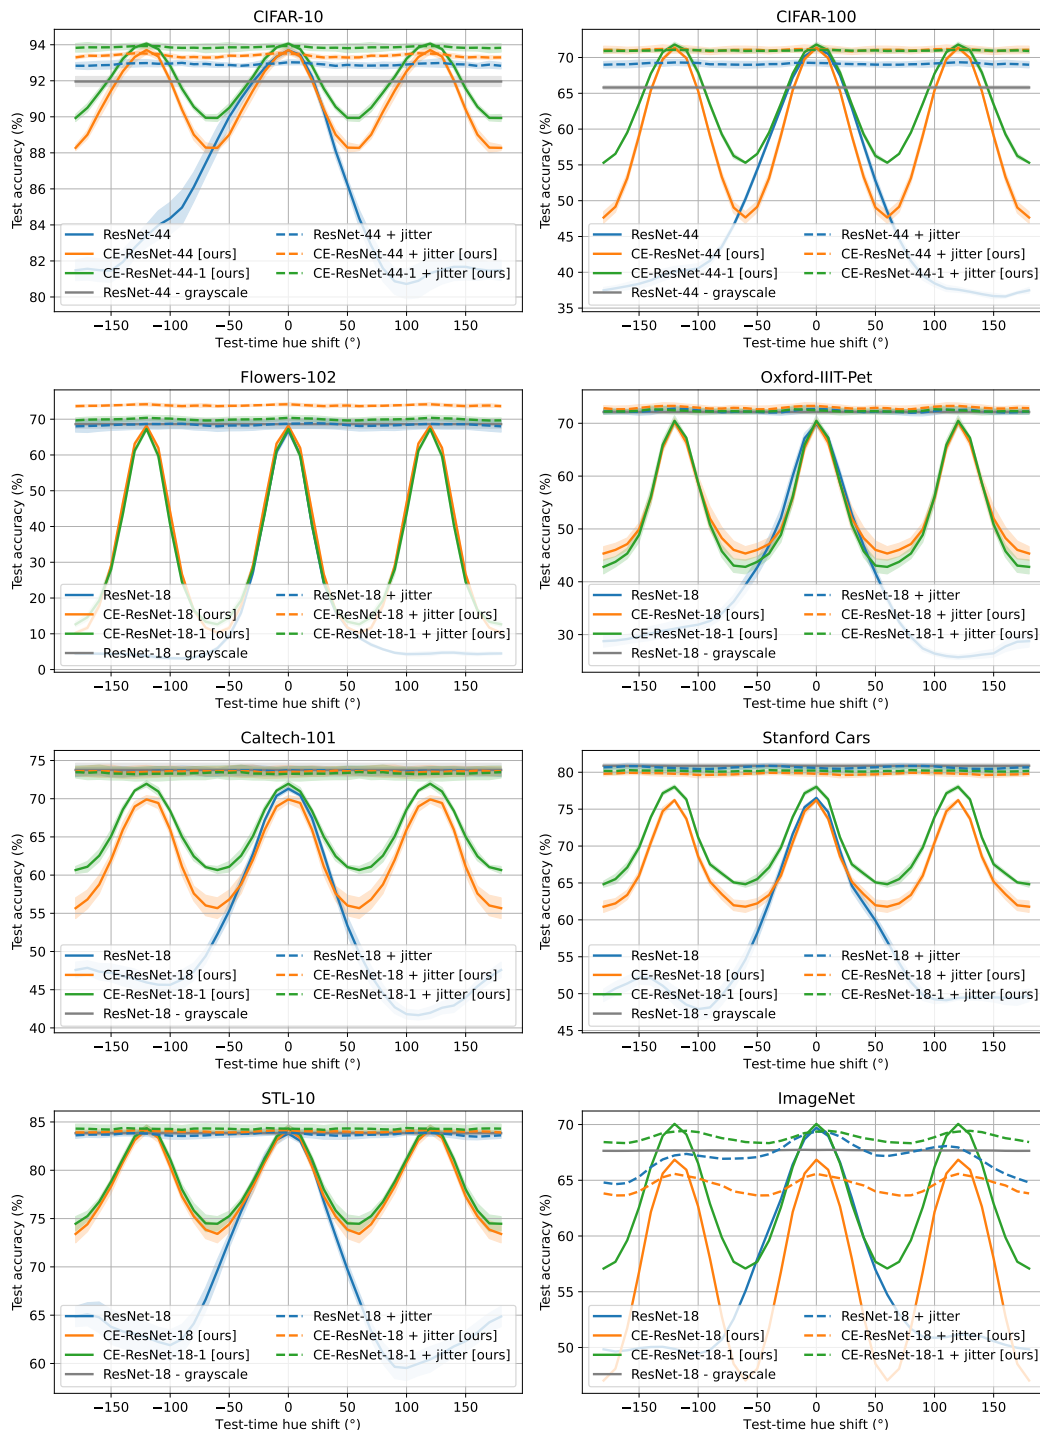 CIFAR-10
94
92
90
88
86
84
82
80
Test accuracy (%)
ResNet-44
CE-ResNet-44 [ours]
CE-ResNet-44-1 [ours]
ResNet-44 - grayscale
ResNet-44 + jitter
CE-ResNet-44 + jitter [ours]
CE-ResNet-44-1 + jitter [ours]
−150 −100 −50 0 50 100 150
Test-time hue shift (°)
CIFAR-100
70
65
60
55
50
45
40
35
Test accuracy (%)
ResNet-44
CE-ResNet-44 [ours]
CE-ResNet-44-1 [ours]
ResNet-44 - grayscale
ResNet-44 + jitter
CE-ResNet-44 + jitter [ours]
CE-ResNet-44-1 + jitter [ours]
−150 −100 −50 0 50 100 150
Test-time hue shift (°)
Flowers-102
70
60
50
40
30
20
10
0
Test accuracy (%)
ResNet-18
CE-ResNet-18 [ours]
CE-ResNet-18-1 [ours]
ResNet-18 - grayscale
ResNet-18 + jitter
CE-ResNet-18 + jitter [ours]
CE-ResNet-18-1 + jitter [ours]
−150 −100 −50 0 50 100 150
Test-time hue shift (°)
Oxford-IIIT-Pet
70
60
50
40
30
Test accuracy (%)
ResNet-18
CE-ResNet-18 [ours]
CE-ResNet-18-1 [ours]
ResNet-18 - grayscale
ResNet-18 + jitter
CE-ResNet-18 + jitter [ours]
CE-ResNet-18-1 + jitter [ours]
−150 −100 −50 0 50 100 150
Test-time hue shift (°)
Caltech-101
75
70
65
60
55
50
45
40
Test accuracy (%)
ResNet-18
CE-ResNet-18 [ours]
CE-ResNet-18-1 [ours]
ResNet-18 - grayscale
ResNet-18 + jitter
CE-ResNet-18 + jitter [ours]
CE-ResNet-18-1 + jitter [ours]
−150 −100 −50 0 50 100 150
Test-time hue shift (°)
Stanford Cars
80
75
70
65
60
55
50
45
Test accuracy (%)
ResNet-18
CE-ResNet-18 [ours]
CE-ResNet-18-1 [ours]
ResNet-18 - grayscale
ResNet-18 + jitter
CE-ResNet-18 + jitter [ours]
CE-ResNet-18-1 + jitter [ours]
−150 −100 −50 0 50 100 150
Test-time hue shift (°)
STL-10
85
80
75
70
65
60
Test accuracy (%)
ResNet-18
CE-ResNet-18 [ours]
CE-ResNet-18-1 [ours]
ResNet-18 - grayscale
ResNet-18 + jitter
CE-ResNet-18 + jitter [ours]
CE-ResNet-18-1 + jitter [ours]
−150 −100 −50 0 50 100 150
Test-time hue shift (°)
ImageNet
70
65
60
55
50
Test accuracy (%)
ResNet-18
CE-ResNet-18 [ours]
CE-ResNet-18-1 [ours]
ResNet-18 - grayscale
ResNet-18 + jitter
CE-ResNet-18 + jitter [ours]
CE-ResNet-18-1 + jitter [ours]
−150 −100 −50 0 50 100 150
Test-time hue shift (°)